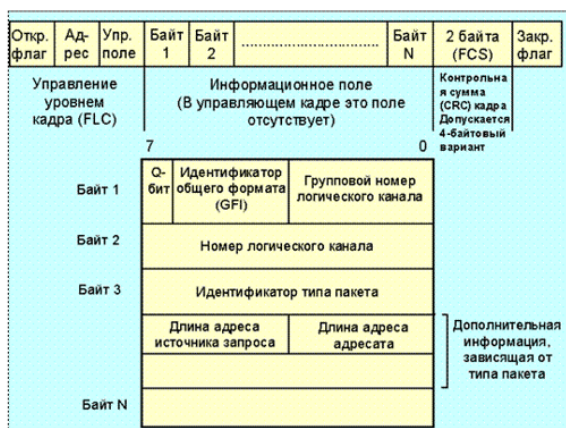 Откр. Ад- Упр. Байт Байт Байт 2 байта Закр.
флаг рес поле 1 2 ........................................ N (FCS) флаг
Управление
уровнем
кадра (FLC)
Информационное поле
(В управляющем кадре это поле
отсутствует)
Контрольна
я сумма
(CRC) кадра
Допускается
4-байтовый
вариант
7 0
Байт 1
Q-
бит
Идентификатор
общего формата
(GFI)
Групповой номер
логического канала
Байт 2
Номер логического канала
Байт 3
Идентификатор типа пакета
Длина адреса
источника запроса
Длина адреса
адресата
Дополнительная
информация,
зависящая от
типа пакета
Байт N